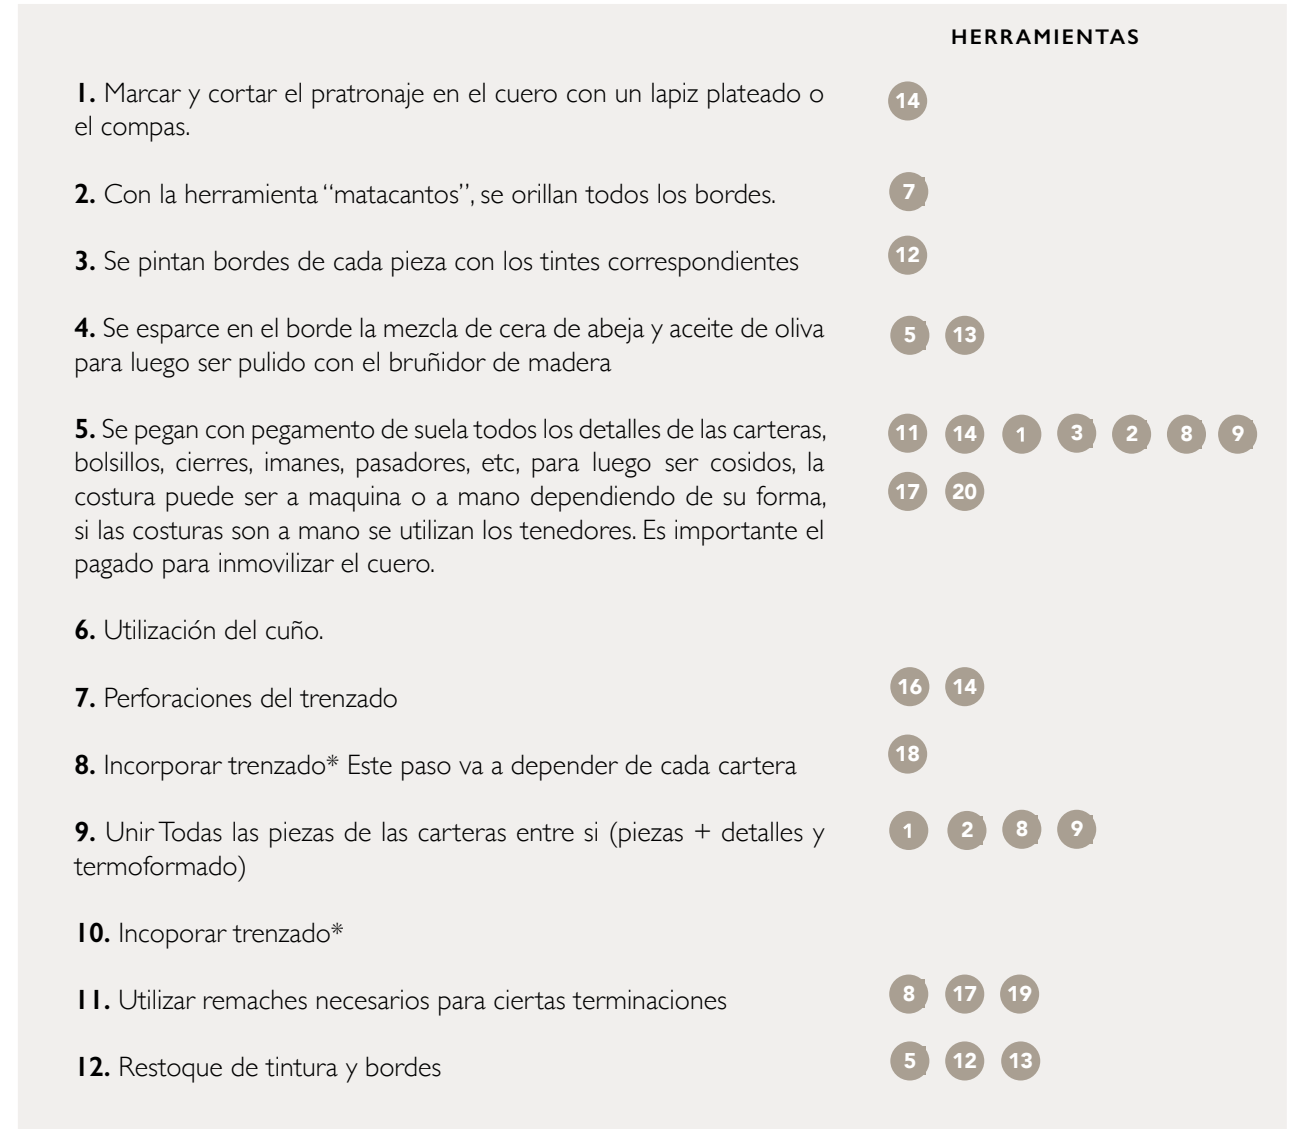 HERRAMIENTAS
1. Marcar y cortar el pratronaje en el cuero con un lapiz plateado o
14
el compas.
2. Con la herramienta “matacantos”, se orillan todos los bordes.
7
3. Se pintan bordes de cada pieza con los tintes correspondientes
12
4. Se esparce en el borde la mezcla de cera de abeja y aceite de oliva
5 13
para luego ser pulido con el bruñidor de madera
5. Se pegan con pegamento de suela todos los detalles de las carteras,
11 14 1 3 2 8 9
bolsillos, cierres, imanes, pasadores, etc, para luego ser cosidos, la
costura puede ser a maquina o a mano dependiendo de su forma,
17 20
si las costuras son a mano se utilizan los tenedores. Es importante el
pagado para inmovilizar el cuero.
6. Utilización del cuño.
7. Perforaciones del trenzado
16 14
8. Incorporar trenzado* Este paso va a depender de cada cartera
18
9. Unir Todas las piezas de las carteras entre si (piezas + detalles y
1 2 8 9
termoformado)
10. Incoporar trenzado*
11. Utilizar remaches necesarios para ciertas terminaciones
8 17 19
12. Restoque de tintura y bordes
5 12 13